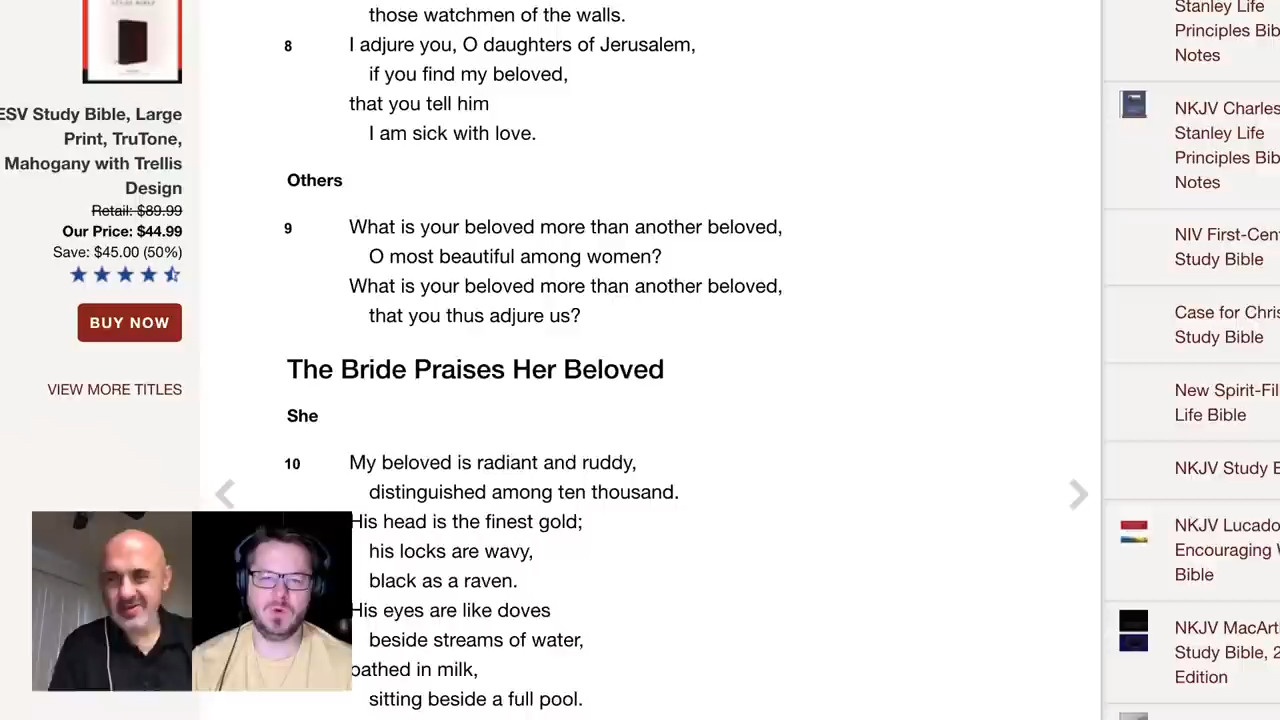 STUDY BIBLE
ESV Study Bible, Large
Print, TruTone,
Mahogany with Trellis
Design
Retail: $89.99
Our Price: $44.99
Save: $45.00 (50%)
BUY NOW
VIEW MORE TITLES
those watchmen of the walls.
8 I adjure you, O daughters of Jerusalem,
if you find my beloved,
that you tell him
I am sick with love.
Others
9 What is your beloved more than another beloved,
O most beautiful among women?
What is your beloved more than another beloved,
that you thus adjure us?
The Bride Praises Her Beloved
She
10 My beloved is radiant and ruddy,
distinguished among ten thousand.
His head is the finest gold;
his locks are wavy,
black as a raven.
His eyes are like doves
beside streams of water,
bathed in milk,
sitting beside a full pool.
Stanley Life
Principles Bib
Notes
NKJV Charles
Stanley Life
Principles Bib
Notes
NIV First-Cent
Study Bible
Case for Chris
Study Bible
New Spirit-Fil
Life Bible
NKJV Study B
NKJV Lucado
Encouraging W
Bible
NKJV MacArt
Study Bible, 2
Edition